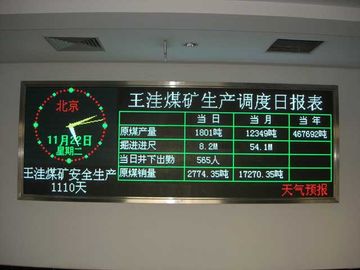 北京
11月22日
星期二
王洼煤矿安全生产
1110天
王洼煤矿生产调度日报表
当日 当月 当年
原煤产量 1801吨 12349吨 467692吨
掘进进尺 8.2M 54.1M
当日井下出勤 565人
原煤销量 2774.35吨 17270.35吨
天气预报